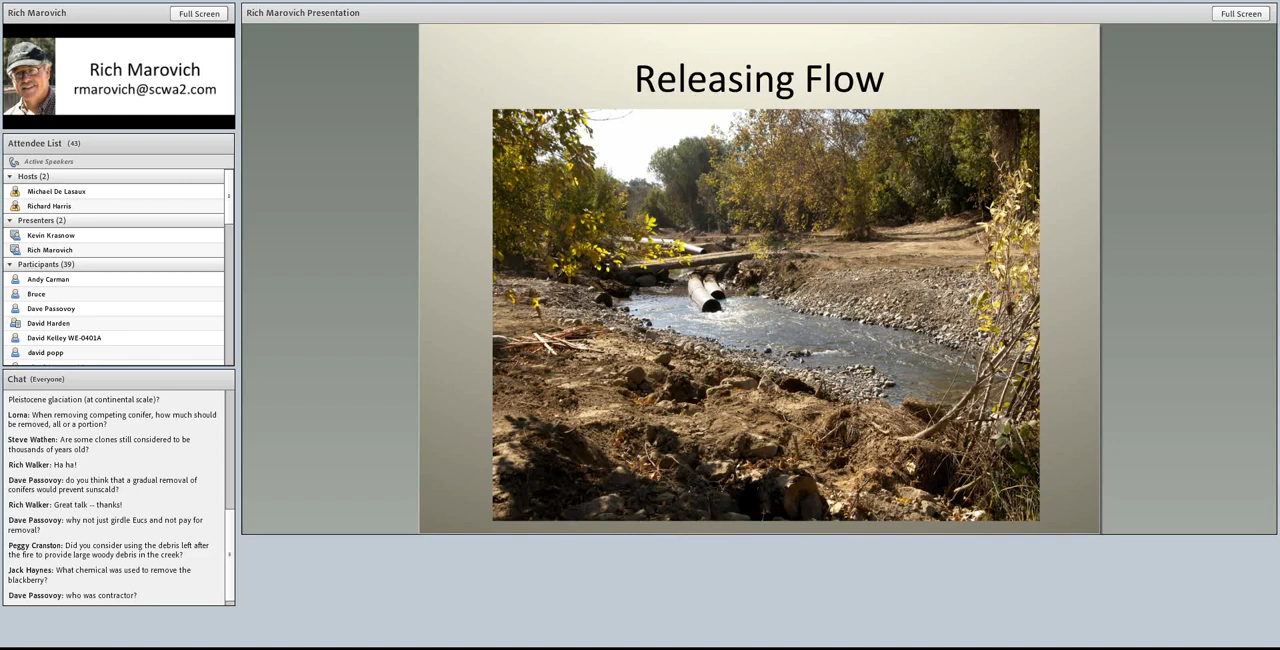 Rich Marovich
Full Screen
Rich Marovich
rmarovich@scwa2.com
Attendee List (43)
Active Speakers
Hosts (2)
Michael De Lasaux
Richard Harris
Presenters (2)
Kevin Krasnow
Rich Marovich
Participants (39)
Andy Carman
Bruce
Dave Passovoy
David Harden
David Kelley WE-0401A
david popp
Chat (Everyone)
Pleistocene glaciation (at continental scale)?
Lorna: When removing competing conifer, how much should
be removed, all or a portion?
Steve Wathen: Are some clones still considered to be
thousands of years old?
Rich Walker: Ha ha!
Dave Passovoy: do you think that a gradual removal of
conifers would prevent sunscald?
Rich Walker: Great talk -- thanks!
Dave Passovoy: why not just girdle Eucs and not pay for
removal?
Peggy Cranston: Did you consider using the debris left after
the fire to provide large woody debris in the creek?
Jack Haynes: What chemical was used to remove the
blackberry?
Dave Passovoy: who was contractor?
Rich Marovich Presentation
Full Screen
Releasing Flow